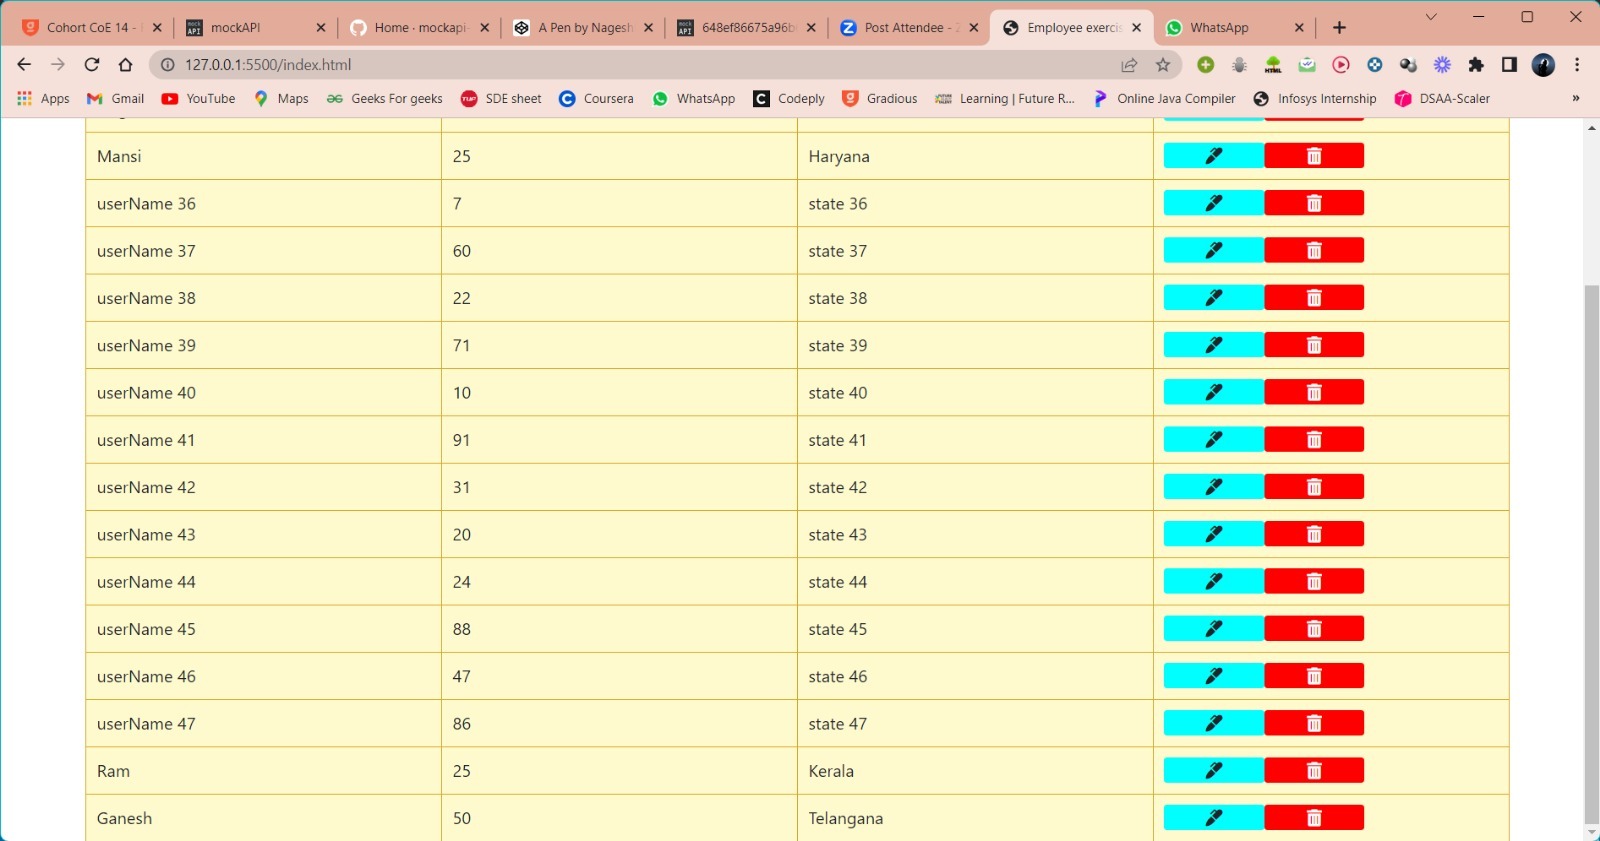 Cohort CoE 14 - mockAPI Home · mockapi- A Pen by Nagesh 648ef86675a96b Post Attendee - Employee exercis WhatsApp
127.0.0.1:5500/index.html
Apps Gmail YouTube Maps Geeks For geeks SDE sheet Coursera WhatsApp Codeply Gradious Learning | Future R... Online Java Compiler Infosys Internship DSAA-Scaler »
Mansi 25 Haryana
userName 36 7 state 36
userName 37 60 state 37
userName 38 22 state 38
userName 39 71 state 39
userName 40 10 state 40
userName 41 91 state 41
userName 42 31 state 42
userName 43 20 state 43
userName 44 24 state 44
userName 45 88 state 45
userName 46 47 state 46
userName 47 86 state 47
Ram 25 Kerala
Ganesh 50 Telangana